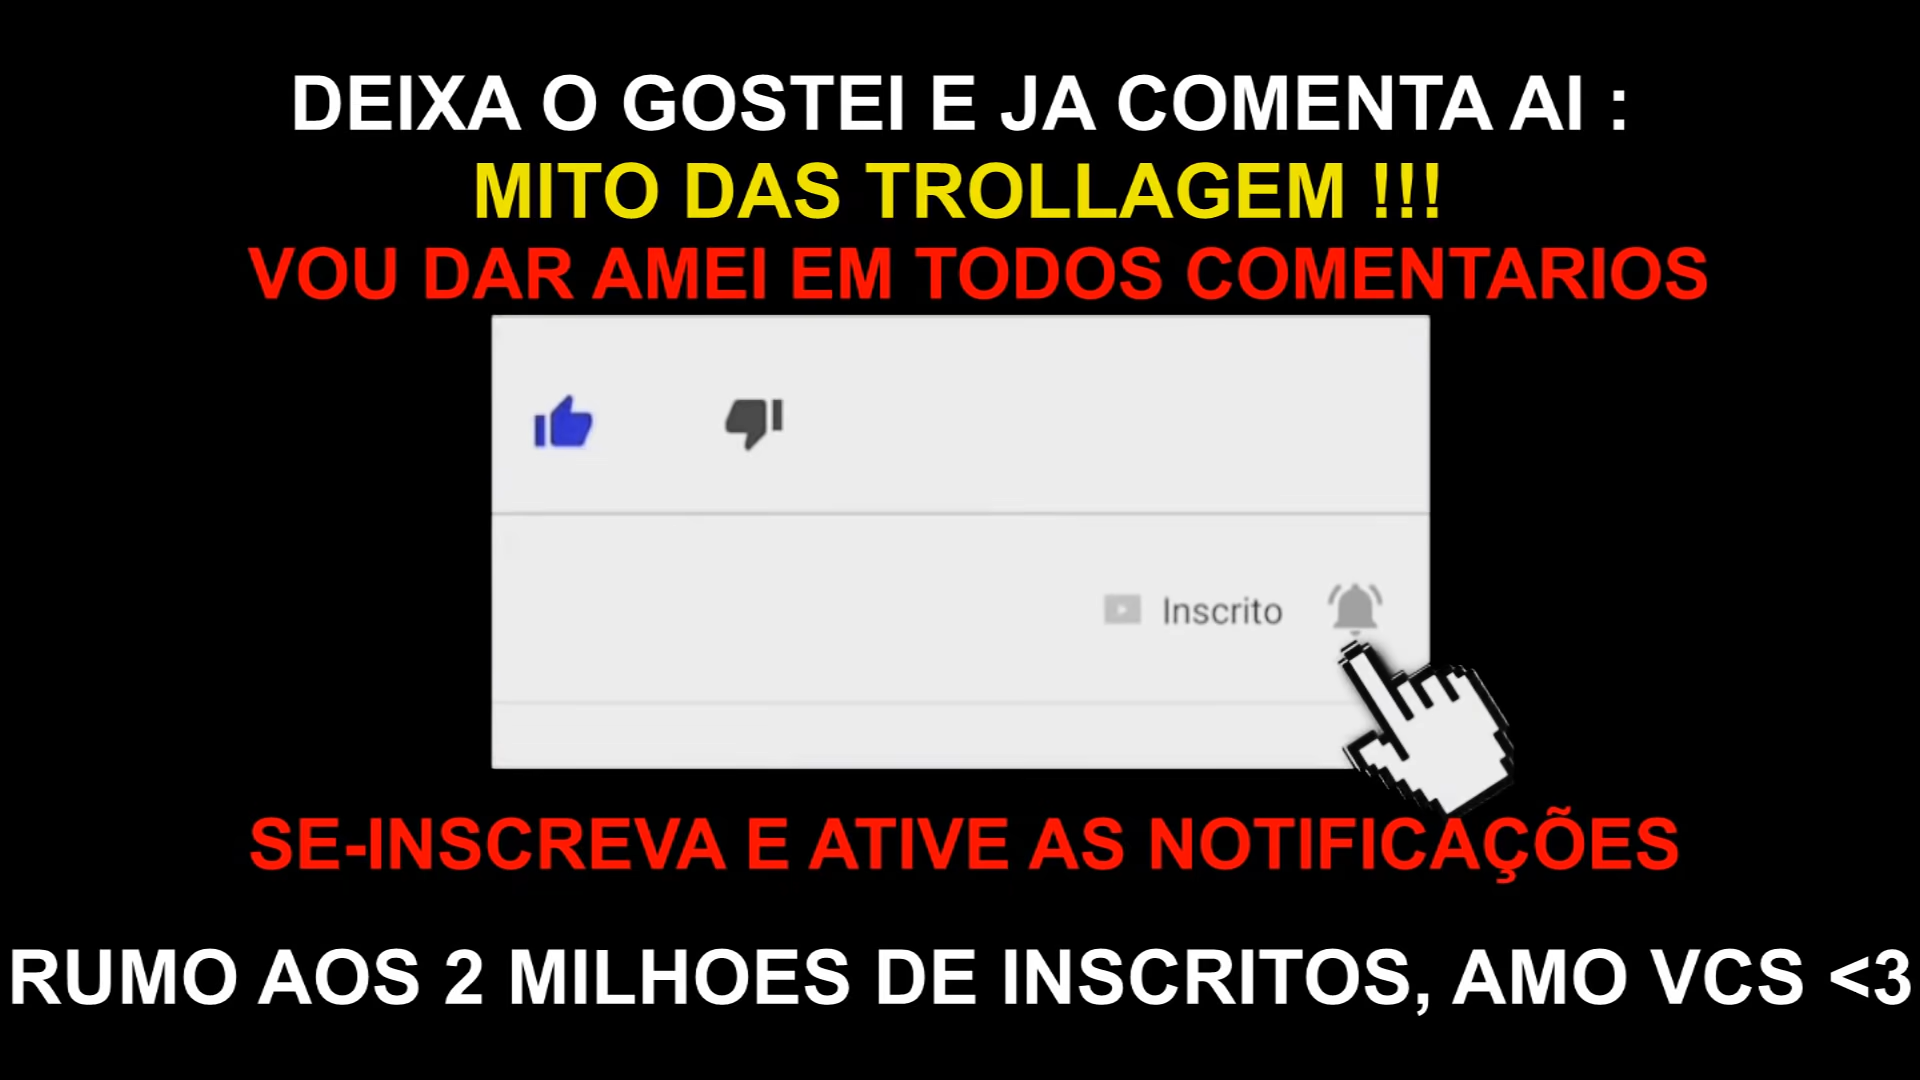 DEIXA O GOSTEI E JA COMENTA AI :
MITO DAS TROLLAGEM !!!
VOU DAR AMEI EM TODOS COMENTARIOS
Inscrito
SE-INSCREVA E ATIVE AS NOTIFICAÇÕES
RUMO AOS 2 MILHOES DE INSCRITOS, AMO VCS <3